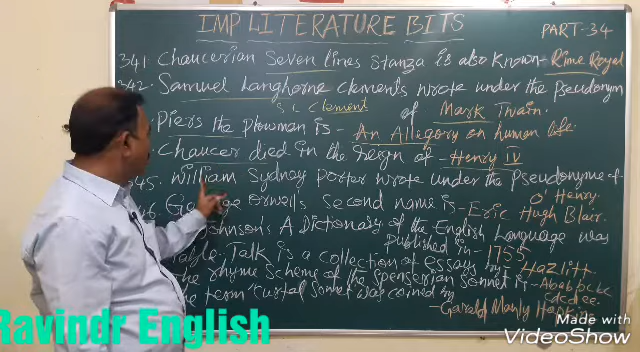 IMP LITERATURE BITS PART-34
341. Chaucerian Seven lines Stanza is also known- Rime Royal
342. Samuel Langhorne clements wrote under the pseudonym
S.L Clement of Mark Twain.
Piers the plowman is - An Allegory on human life.
Chaucer died in the reign of - Henry IV
345. William Sydney Porter wrote under the pseudonyme of
O' Henry.
Orwell's Second name is - Eric Hugh Blair.
Johnson's A Dictionary of the English Language was
published in - 1755
Table Talk is a collection of essays by - Hazlitt.
The rhyme scheme of the Spenserian Sonnet is - Ababbcbc
cdcdee.
the term 'curtal sonnet' was coined by
- Garald Manly Hopkins
Ravindr English
Made with
VideoShow